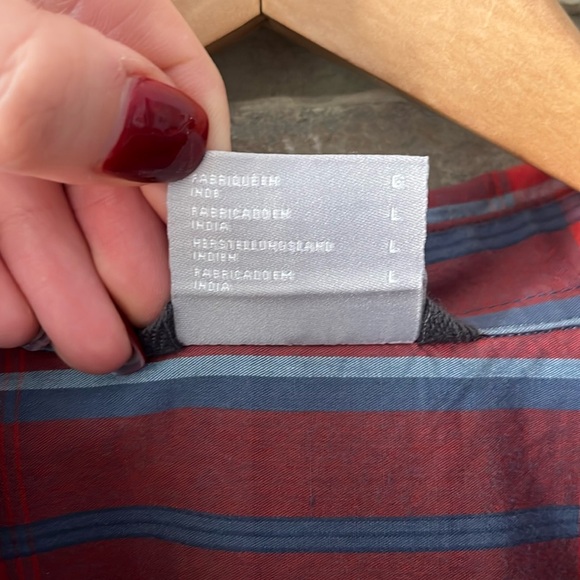 FABRIQUE EN G
INDE
FABRICADO EN L
INDIA
HERSTELLUNGSLAND L
INDIEN
FABRICADO EM L
INDIA